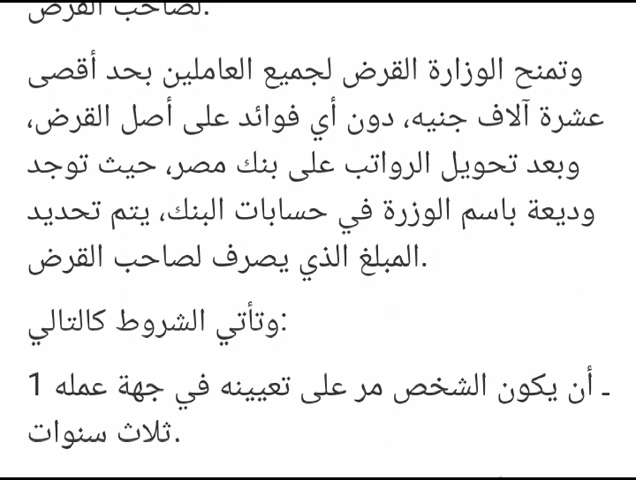 لصاحب القرض.
وتمنح الوزارة القرض لجميع العاملين بحد أقصى
عشرة آلاف جنيه، دون أي فوائد على أصل القرض،
وبعد تحويل الرواتب على بنك مصر، حيث توجد
وديعة باسم الوزرة في حسابات البنك، يتم تحديد
المبلغ الذي يصرف لصاحب القرض.
وتأتي الشروط كالتالي:
1 ـ أن يكون الشخص مر على تعيينه في جهة عمله
ثلاث سنوات.